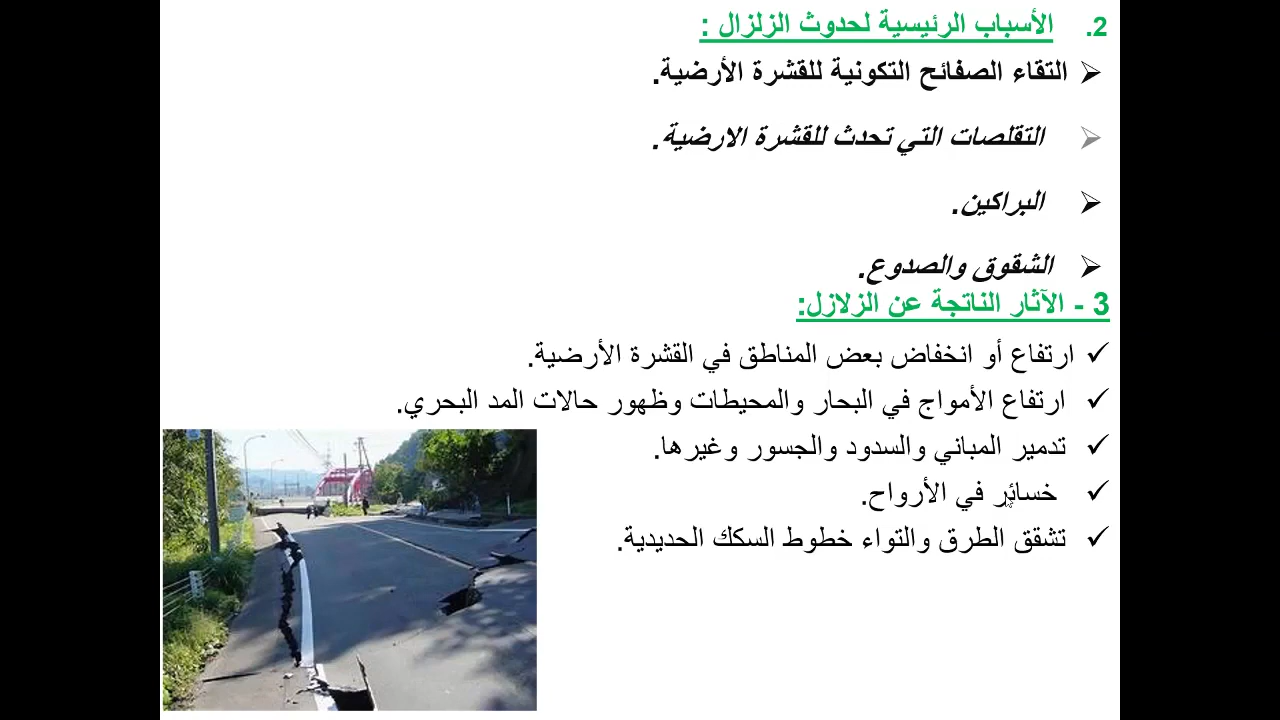 2. الأسباب الرئيسية لحدوث الزلزال :
➢ التقاء الصفائح التكونية للقشرة الأرضية.
➢ التقلصات التي تحدث للقشرة الارضية.
➢ البراكين.
➢ الشقوق والصدوع.
3 - الآثار الناتجة عن الزلازل:
✓ ارتفاع أو انخفاض بعض المناطق في القشرة الأرضية.
✓ ارتفاع الأمواج في البحار والمحيطات وظهور حالات المد البحري.
✓ تدمير المباني والسدود والجسور وغيرها.
✓ خسائر في الأرواح.
✓ تشقق الطرق والتواء خطوط السكك الحديدية.